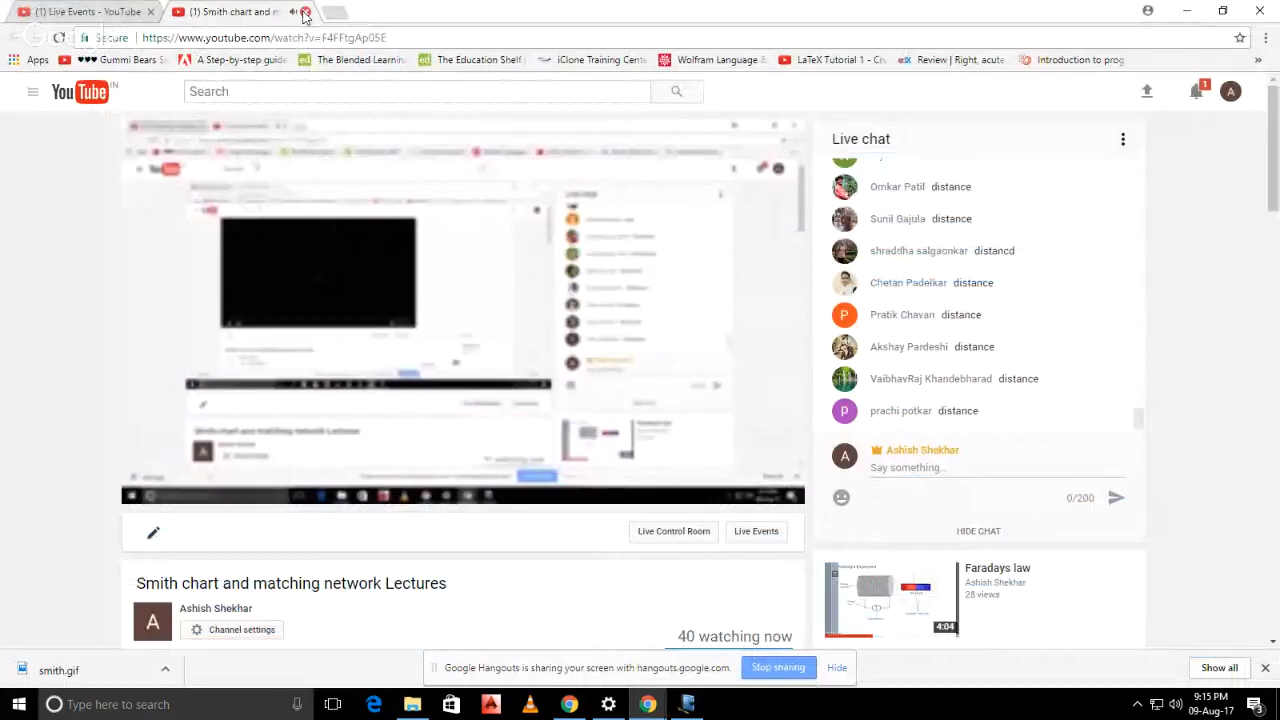 (1) Live Events - YouTube
(1) Smith chart and m
Secure
https://www.youtube.com/watch?v=F4FFtgAp05E
Apps
♥♥♥ Gummi Bears
A Step-by-step guide
ed The Education Shelf
iClone Training Cent
Wolfram Language
LaTeX Tutorial 1 - Cr
Review | Right, acute
Introduction to prog
YouTube IN
Search
1
A
Live chat
Omkar Patil distance
Sunil Gajula distance
shraddha salgaonkar distancd
Chetan Padelkar distance
P Pratik Chavan distance
Akshay Pardeshi distance
VaibhavRaj Khandebharad distance
p prachi potkar distance
A Ashish Shekhar
Say something...
0/200
HIDE CHAT
Live Control Room
Live Events
Smith chart and matching network Lectures
A
Ashish Shekhar
Channel settings
40 watching now
Faradays law
Ashish Shekhar
28 views
4:04
smith.gif
Google Hangouts is sharing your screen with hangouts.google.com.
Stop sharing
Hide
Show all
Type here to search
9:15 PM
09-Aug-17